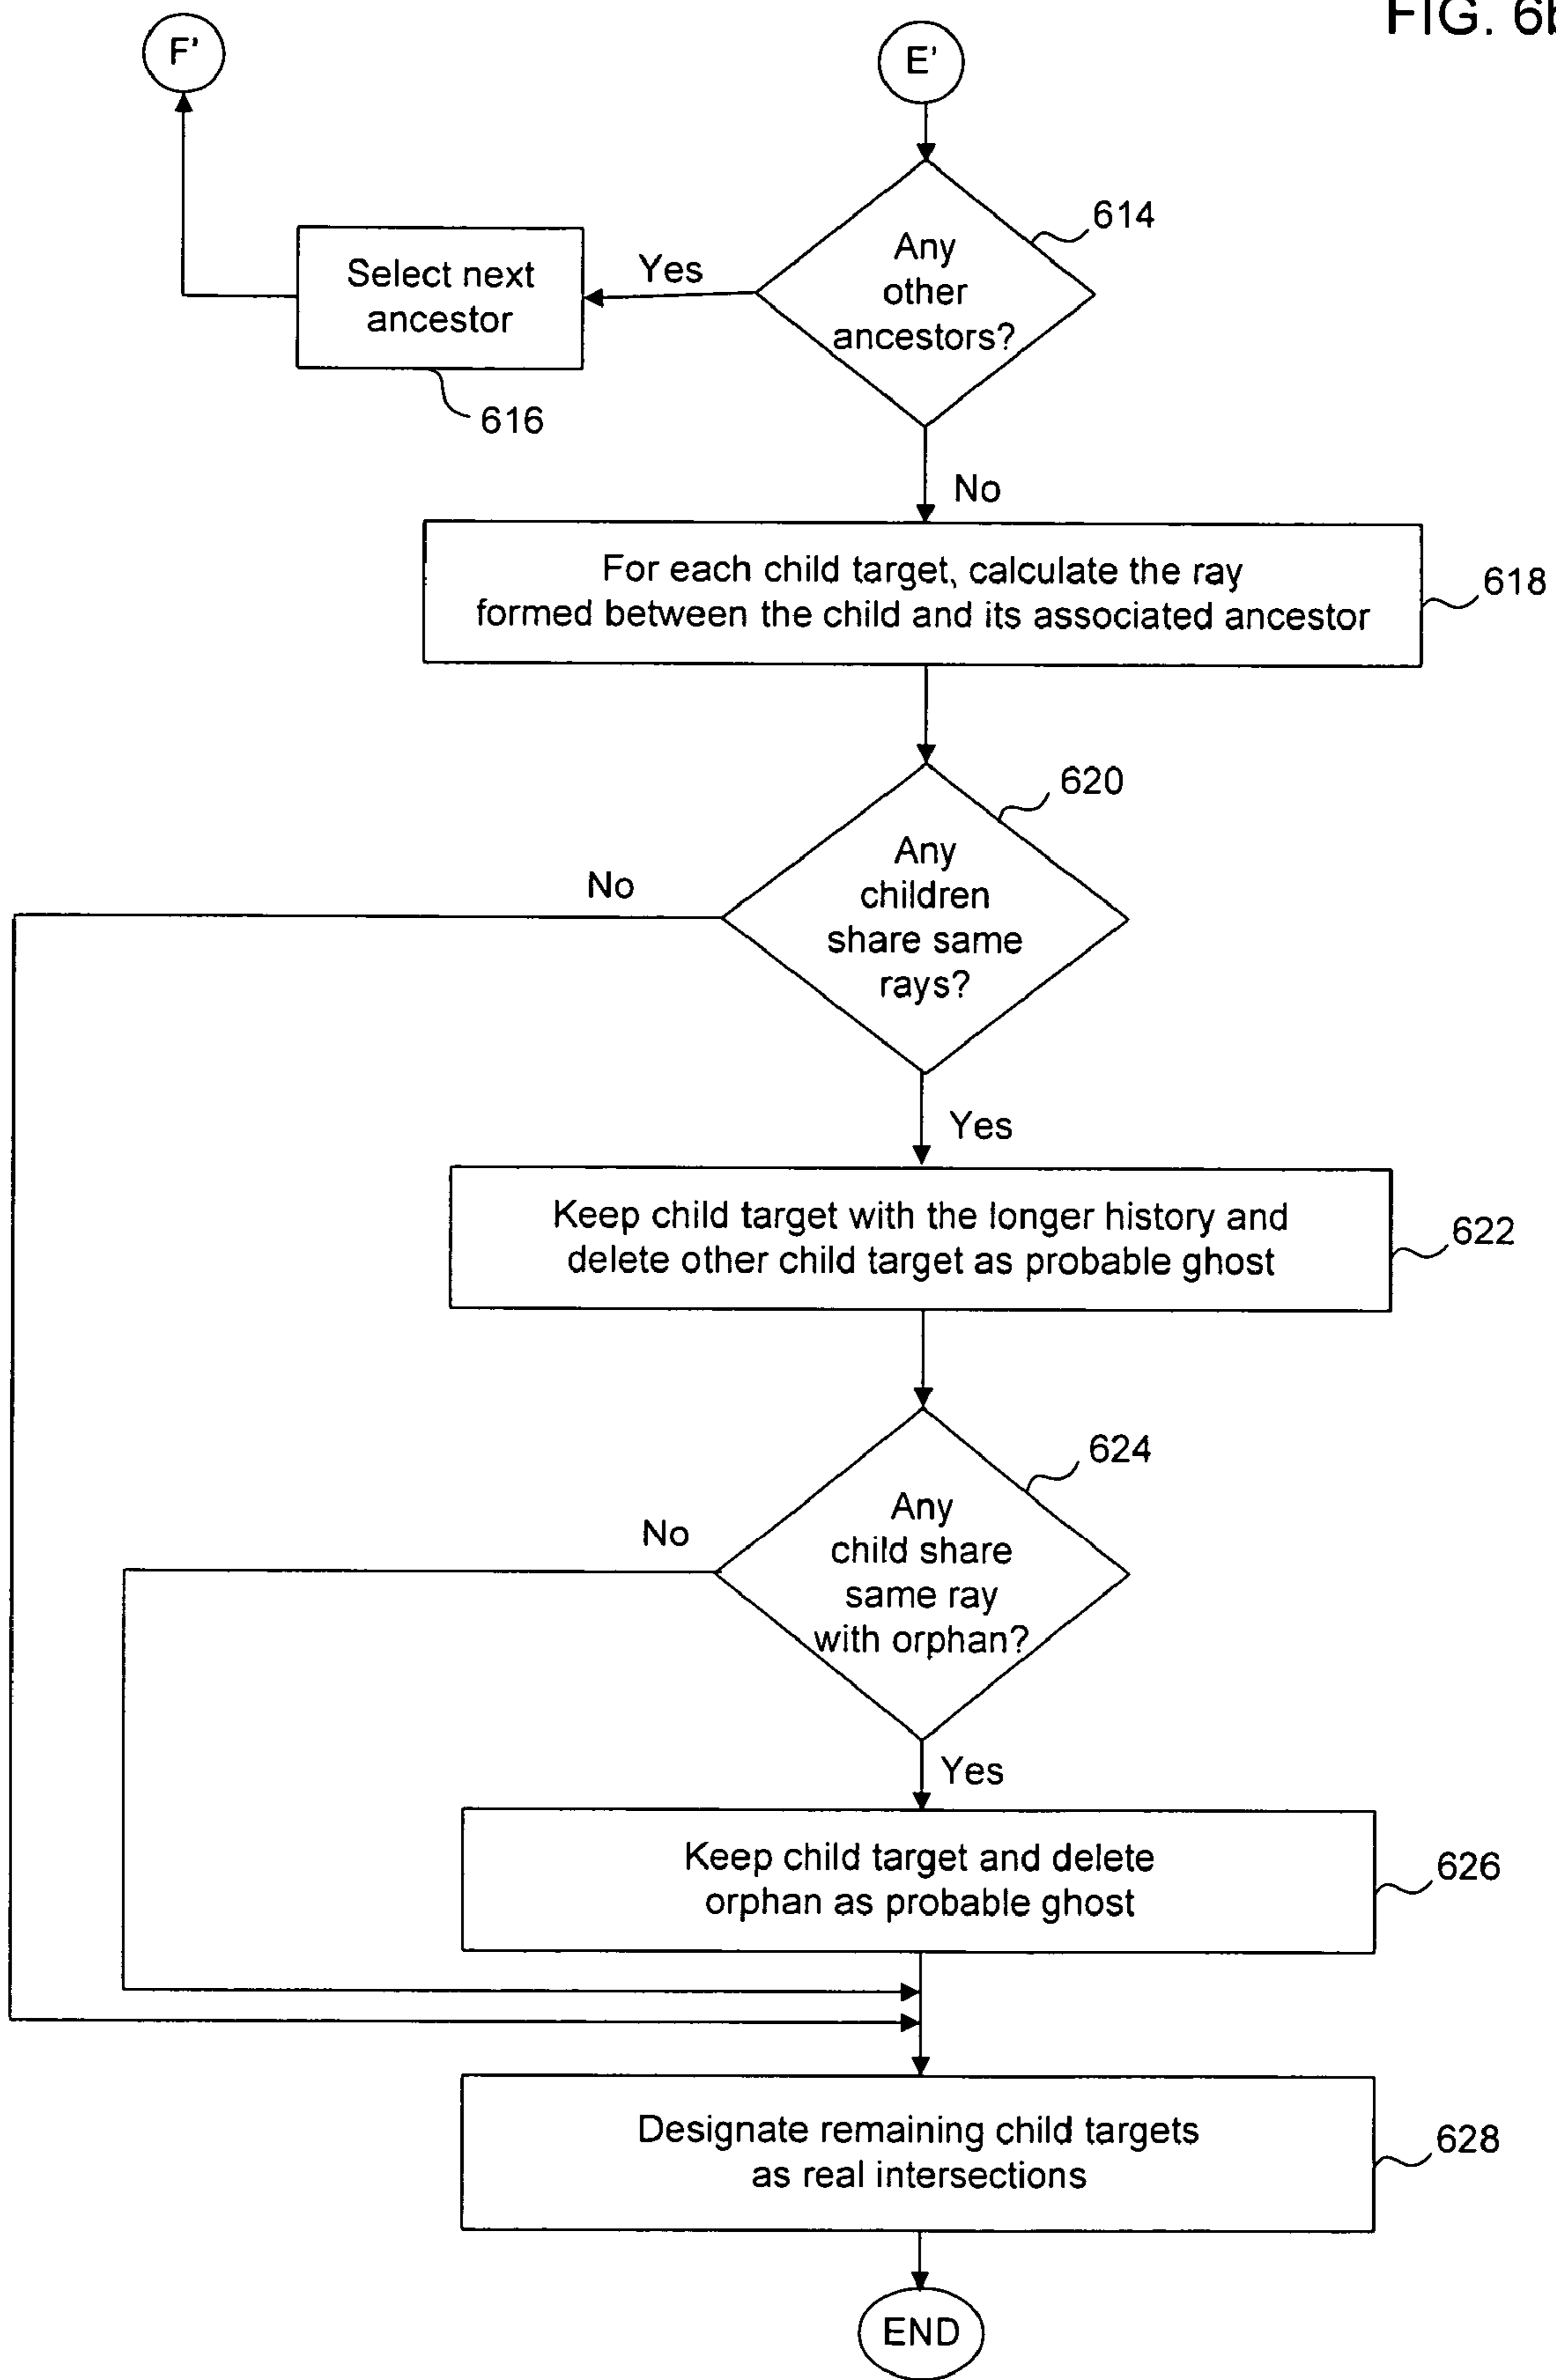 FIG. 6b
F'
E'
614
Any
other
ancestors?
Yes
Select next
ancestor
616
No
For each child target, calculate the ray
formed between the child and its associated ancestor
618
620
Any
children
share same
rays?
No
Yes
Keep child target with the longer history and
delete other child target as probable ghost
622
624
Any
child share
same ray
with orphan?
No
Yes
Keep child target and delete
orphan as probable ghost
626
Designate remaining child targets
as real intersections
628
END